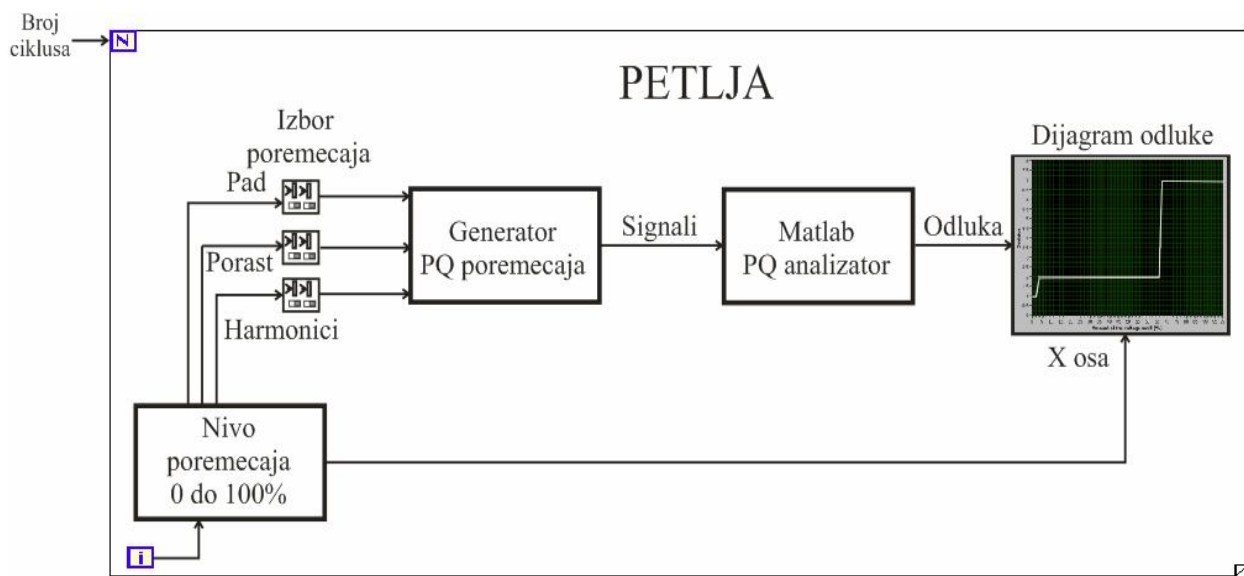 Broj
ciklusa
N
PETLJA
Izbor
poremecaja
Pad
Porast
Harmonici
Generator
PQ poremecaja
Signali
Matlab
PQ analizator
Odluka
Dijagram odluke
X osa
Nivo
poremecaja
0 do 100%
i